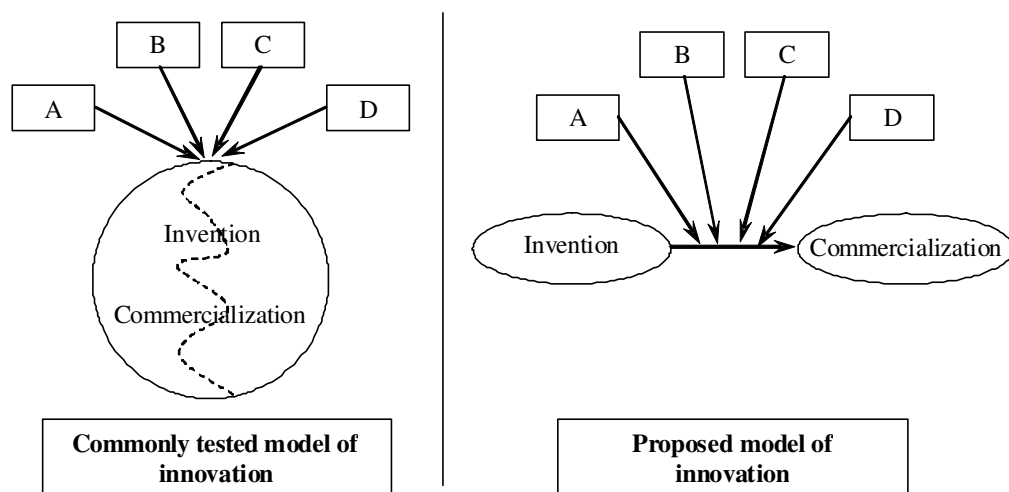 B
C
A
D
Invention
Commercialization
Commonly tested model of
innovation
B
C
A
D
Invention
Commercialization
Proposed model of
innovation